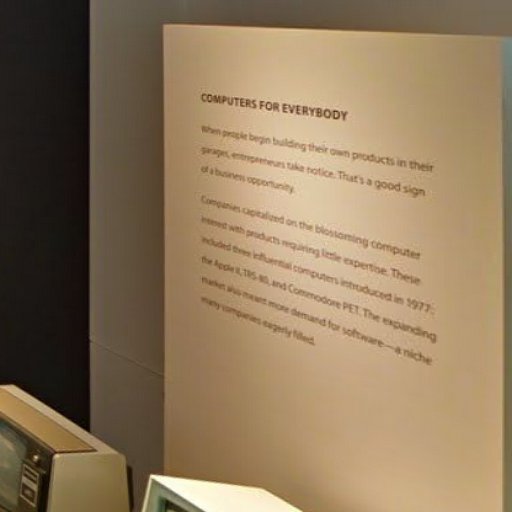 COMPUTERS FOR EVERYBODY
When people begin building their own products in their
garages, entrepreneurs take notice. That's a good sign
of a business opportunity.
Companies capitalized on the blossoming computer
interest with products requiring little expertise. These
included three influential computers introduced in 1977:
the Apple II, TRS-80, and Commodore PET. The expanding
market also meant more demand for software—a niche
many companies eagerly filled.